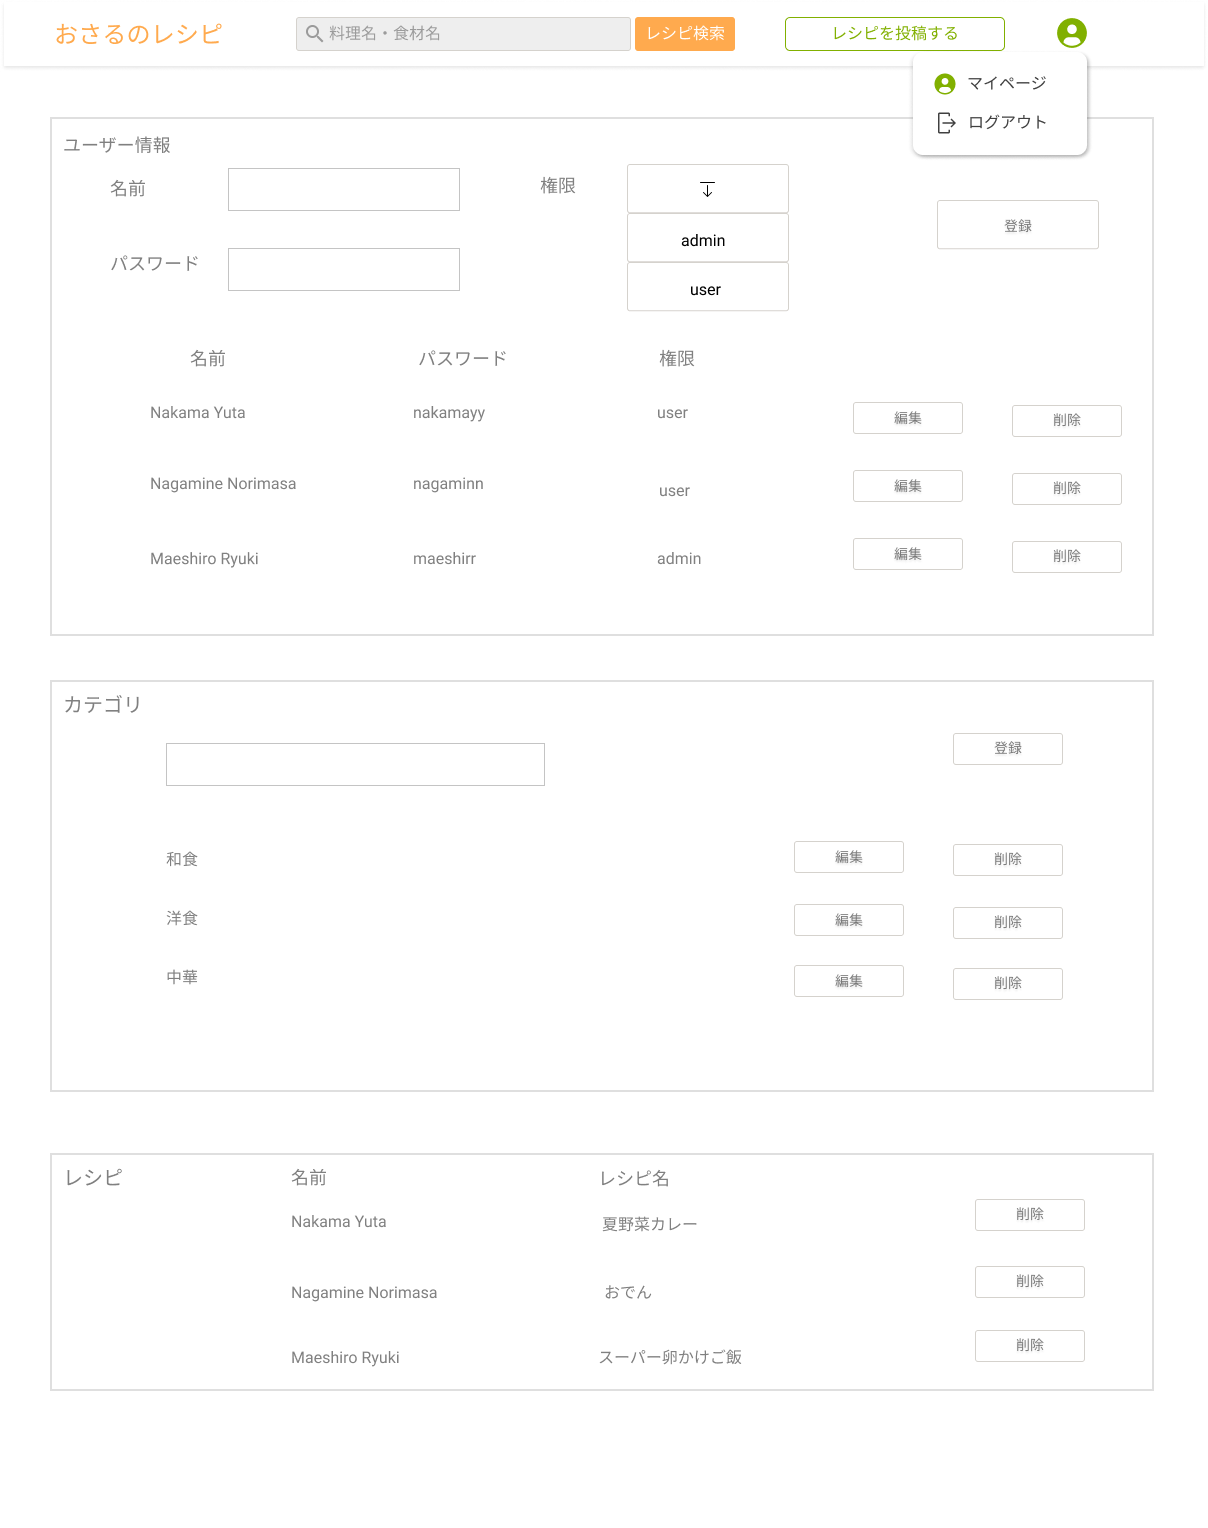 おさるのレシピ
料理名・食材名
レシピ検索
レシピを投稿する
マイページ
ログアウト
ユーザー情報
名前
権限
admin
user
登録
パスワード
名前 パスワード 権限
Nakama Yuta nakamayy user 編集 削除
Nagamine Norimasa nagaminn user 編集 削除
Maeshiro Ryuki maeshirr admin 編集 削除
カテゴリ
登録
和食 編集 削除
洋食 編集 削除
中華 編集 削除
レシピ 名前 レシピ名
Nakama Yuta 夏野菜カレー 削除
Nagamine Norimasa おでん 削除
Maeshiro Ryuki スーパー卵かけご飯 削除